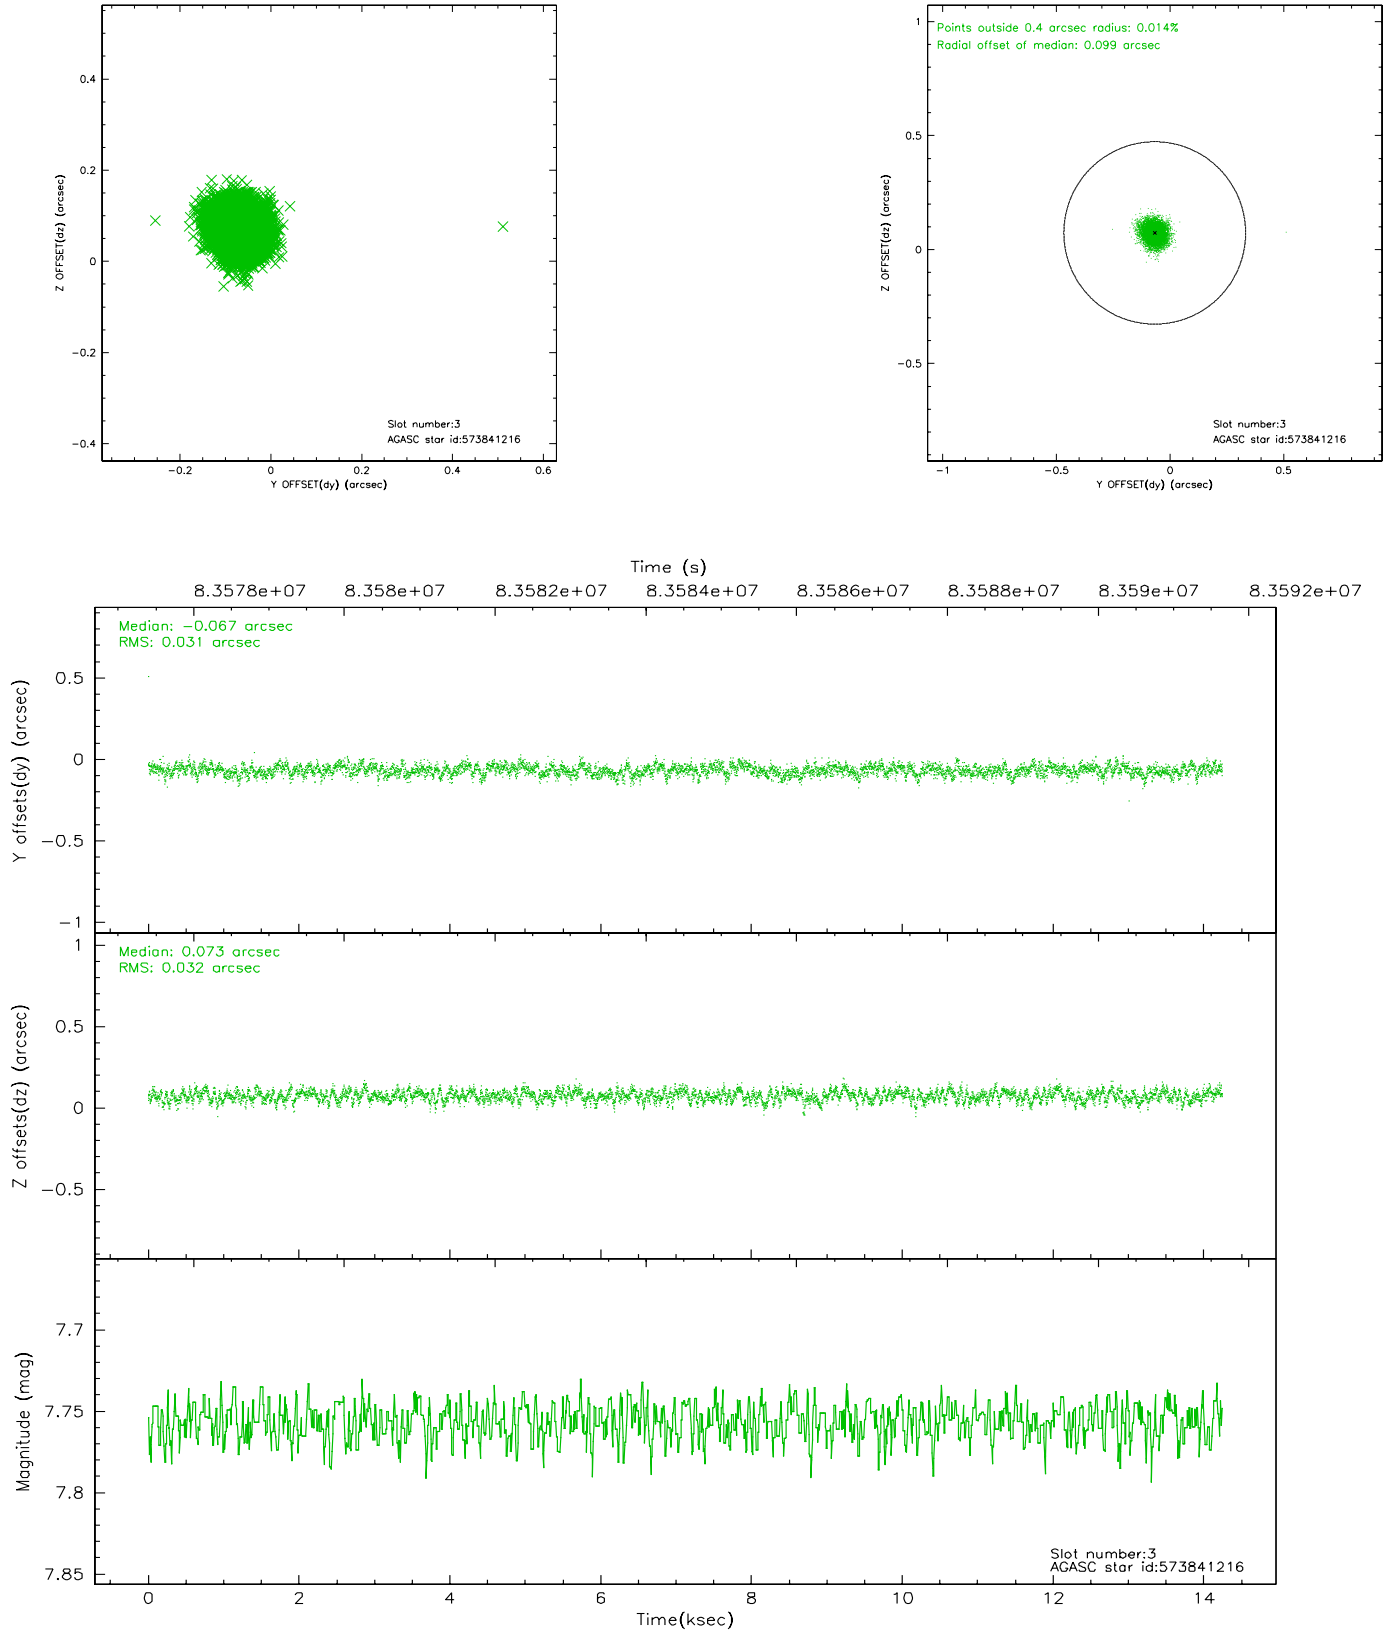 0.4
0.2
0
−0.2
−0.4
Z OFFSET(dz) (arcsec)
−0.2 0 0.2 0.4 0.6
Y OFFSET(dy) (arcsec)
Slot number:3
AGASC star id:573841216
Points outside 0.4 arcsec radius: 0.014%
Radial offset of median: 0.099 arcsec
1
0.5
0
−0.5
Z OFFSET(dz) (arcsec)
−1 −0.5 0 0.5
Y OFFSET(dy) (arcsec)
Slot number:3
AGASC star id:573841216
Time (s)
8.3578e+07 8.358e+07 8.3582e+07 8.3584e+07 8.3586e+07 8.3588e+07 8.359e+07 8.3592e+07
Median: −0.067 arcsec
RMS: 0.031 arcsec
0.5
0
−0.5
−1
Y offsets(dy) (arcsec)
Median: 0.073 arcsec
RMS: 0.032 arcsec
1
0.5
0
−0.5
Z offsets(dz) (arcsec)
7.7
7.75
7.8
7.85
Magnitude (mag)
Slot number:3
AGASC star id:573841216
0 2 4 6 8 10 12 14
Time(ksec)